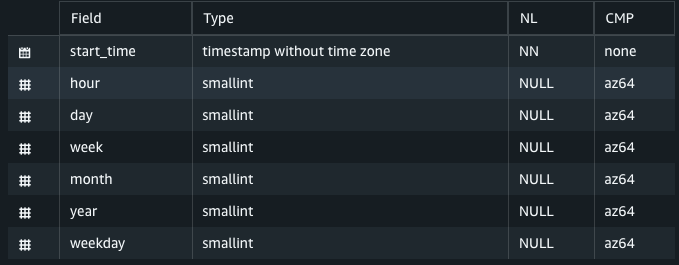 Field Type NL CMP
start_time timestamp without time zone NN none
hour smallint NULL az64
day smallint NULL az64
week smallint NULL az64
month smallint NULL az64
year smallint NULL az64
weekday smallint NULL az64